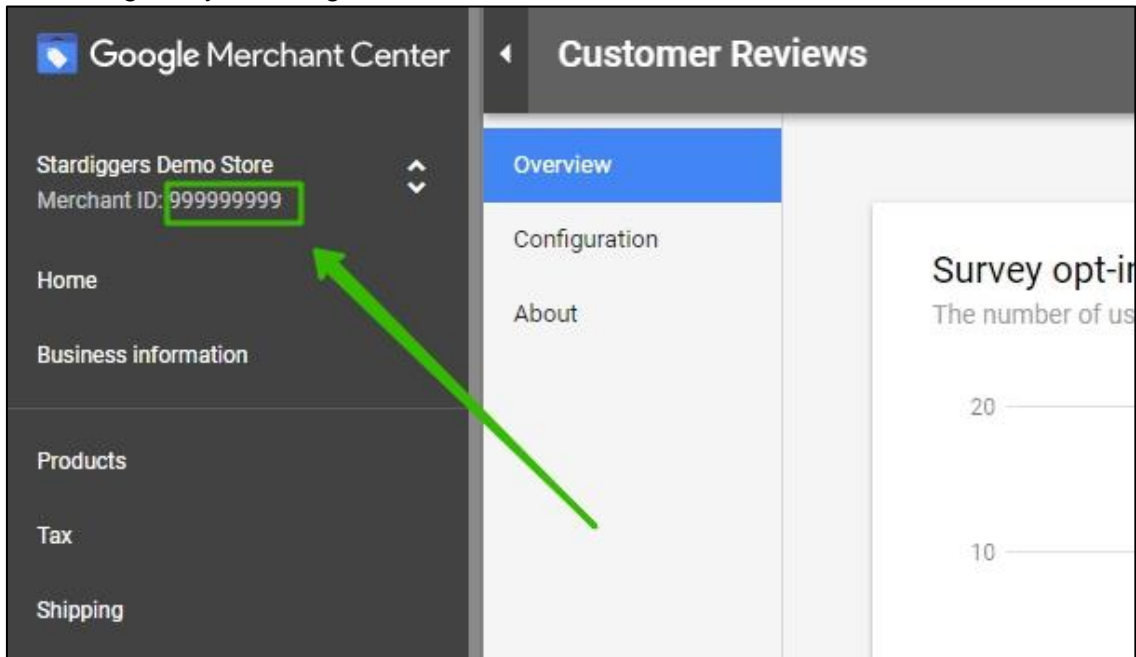 Google Merchant Center
Customer Reviews
Stardiggers Demo Store
Merchant ID: 999999999
Home
Business information
Products
Tax
Shipping
Overview
Configuration
About
Survey opt-in
The number of us
20
10